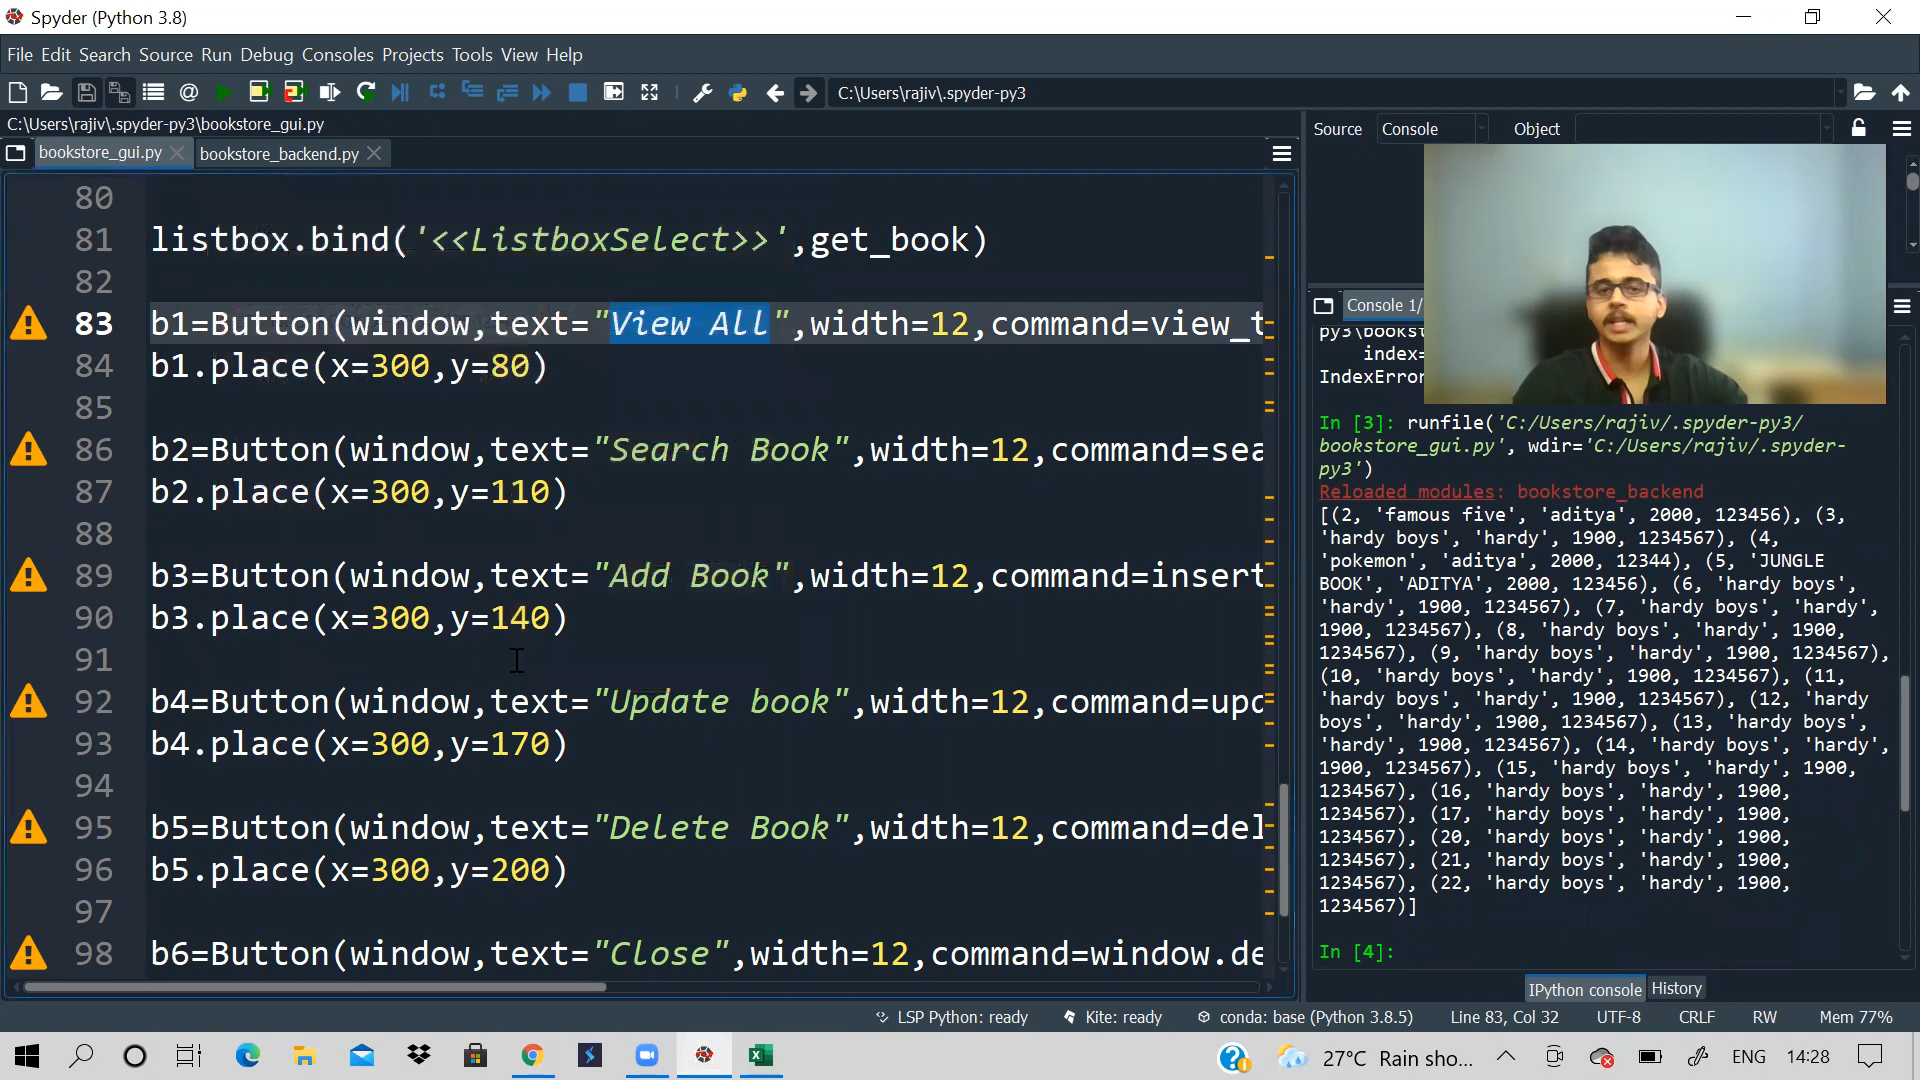 Spyder (Python 3.8)
File Edit Search Source Run Debug Consoles Projects Tools View Help
C:\Users\rajiv\.spyder-py3
C:\Users\rajiv\.spyder-py3\bookstore_gui.py
bookstore_gui.py
bookstore_backend.py
80
81 listbox.bind('<<ListboxSelect>>',get_book)
82
83 b1=Button(window,text="View All",width=12,command=view_t
84 b1.place(x=300,y=80)
85
86 b2=Button(window,text="Search Book",width=12,command=sea
87 b2.place(x=300,y=110)
88
89 b3=Button(window,text="Add Book",width=12,command=insert
90 b3.place(x=300,y=140)
91
92 b4=Button(window,text="Update book",width=12,command=upd
93 b4.place(x=300,y=170)
94
95 b5=Button(window,text="Delete Book",width=12,command=del
96 b5.place(x=300,y=200)
97
98 b6=Button(window,text="Close",width=12,command=window.de
Source Console Object
Console 1/
py3\bookst
index=
IndexError
In [3]: runfile('C:/Users/rajiv/.spyder-py3/
bookstore_gui.py', wdir='C:/Users/rajiv/.spyder-
py3')
Reloaded modules: bookstore_backend
[(2, 'famous five', 'aditya', 2000, 123456), (3,
'hardy boys', 'hardy', 1900, 1234567), (4,
'pokemon', 'aditya', 2000, 12344), (5, 'JUNGLE
BOOK', 'ADITYA', 2000, 123456), (6, 'hardy boys',
'hardy', 1900, 1234567), (7, 'hardy boys', 'hardy',
1900, 1234567), (8, 'hardy boys', 'hardy', 1900,
1234567), (9, 'hardy boys', 'hardy', 1900, 1234567),
(10, 'hardy boys', 'hardy', 1900, 1234567), (11,
'hardy boys', 'hardy', 1900, 1234567), (12, 'hardy
boys', 'hardy', 1900, 1234567), (13, 'hardy boys',
'hardy', 1900, 1234567), (14, 'hardy boys', 'hardy',
1900, 1234567), (15, 'hardy boys', 'hardy', 1900,
1234567), (16, 'hardy boys', 'hardy', 1900,
1234567), (17, 'hardy boys', 'hardy', 1900,
1234567), (20, 'hardy boys', 'hardy', 1900,
1234567), (21, 'hardy boys', 'hardy', 1900,
1234567), (22, 'hardy boys', 'hardy', 1900,
1234567)]
In [4]:
IPython console History
LSP Python: ready Kite: ready conda: base (Python 3.8.5) Line 83, Col 32 UTF-8 CRLF RW Mem 77%
27°C Rain sho... ENG 14:28